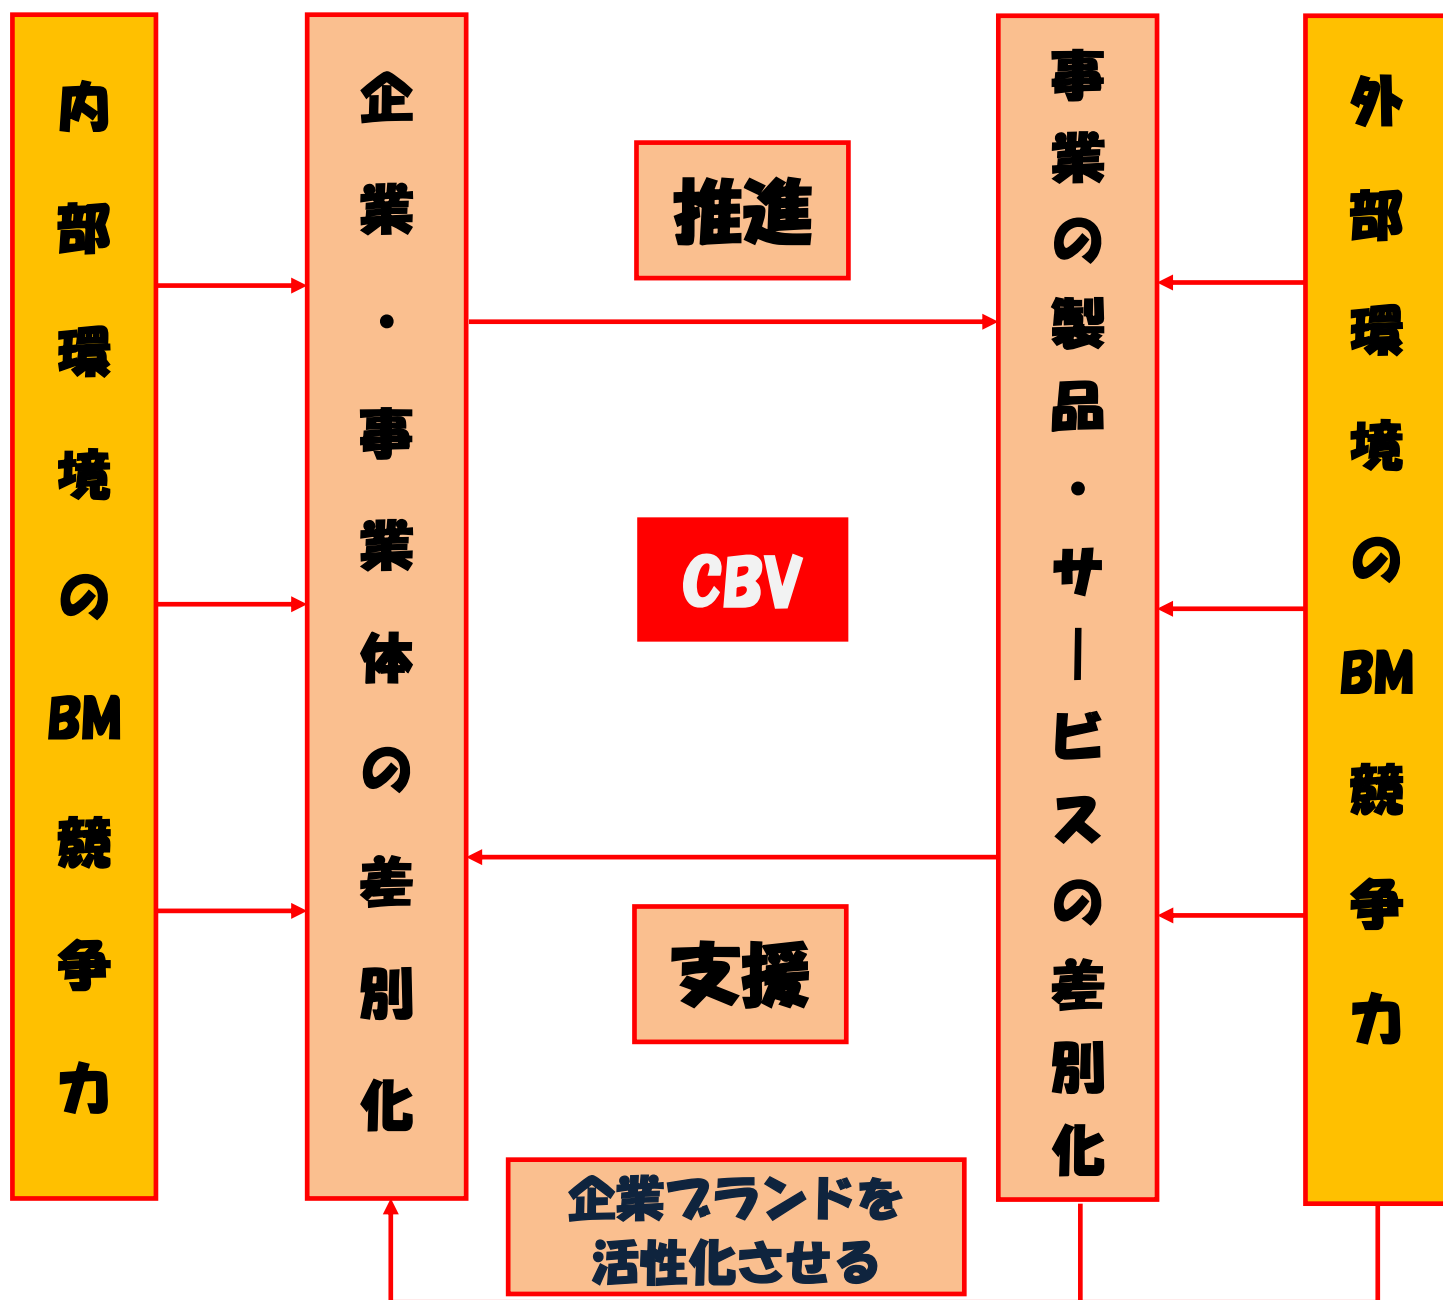 内部環境のBM競争力
企業・事業体の差別化
推進
CBV
支援
企業ブランドを
活性化させる
事業の製品・サービスの差別化
外部環境のBM競争力